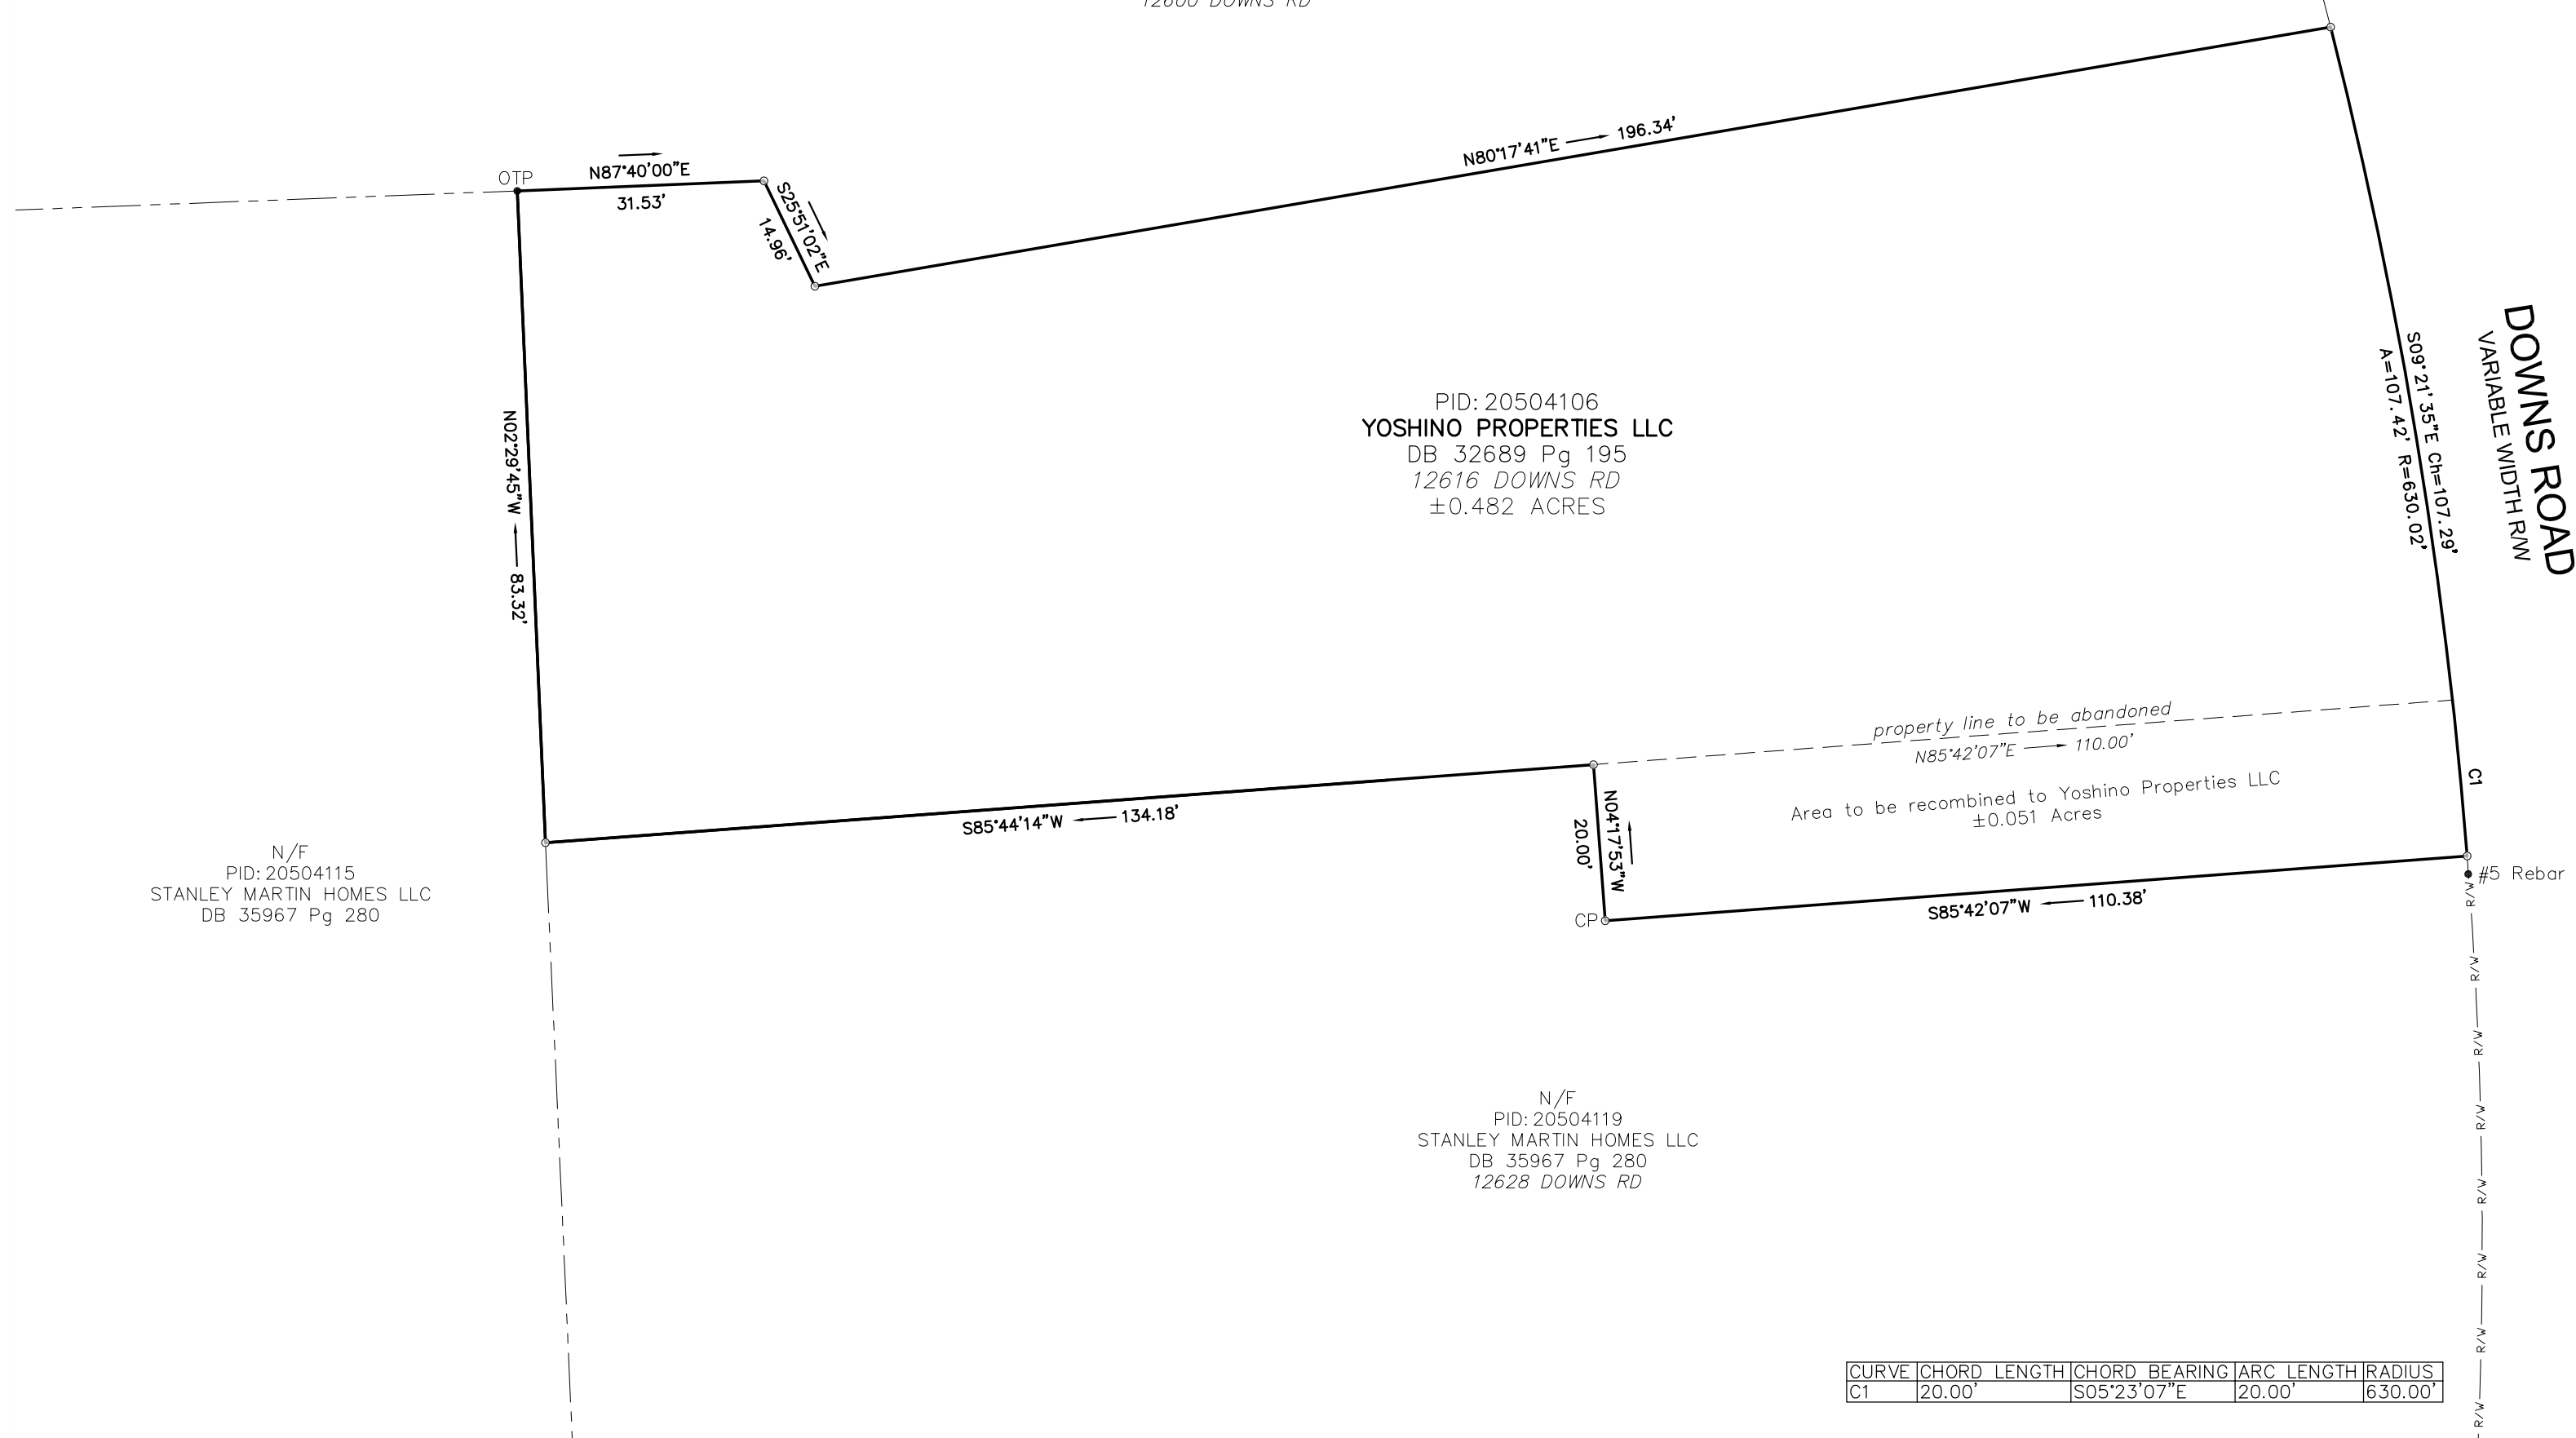 12600 DOWNS RD
OTP
N87°40'00"E
31.53'
S25°51'02"E
14.96'
N80°17'41"E 196.34'
DOWNS ROAD
VARIABLE WIDTH R/W
S09°21'35"E Ch=107.29'
A=107.42' R=630.02'
PID: 20504106
YOSHINO PROPERTIES LLC
DB 32689 Pg 195
12616 DOWNS RD
±0.482 ACRES
N02°29'45"W 83.32'
property line to be abandoned
N85°42'07"E 110.00'
C1
Area to be recombined to Yoshino Properties LLC
±0.051 Acres
N04°17'53"W
20.00'
S85°44'14"W 134.18'
#5 Rebar
CP
S85°42'07"W 110.38'
N/F
PID: 20504115
STANLEY MARTIN HOMES LLC
DB 35967 Pg 280
R/W
R/W
R/W
R/W
R/W
R/W
R/W
R/W
N/F
PID: 20504119
STANLEY MARTIN HOMES LLC
DB 35967 Pg 280
12628 DOWNS RD
CURVE CHORD LENGTH CHORD BEARING ARC LENGTH RADIUS
C1 20.00' S05°23'07"E 20.00' 630.00'